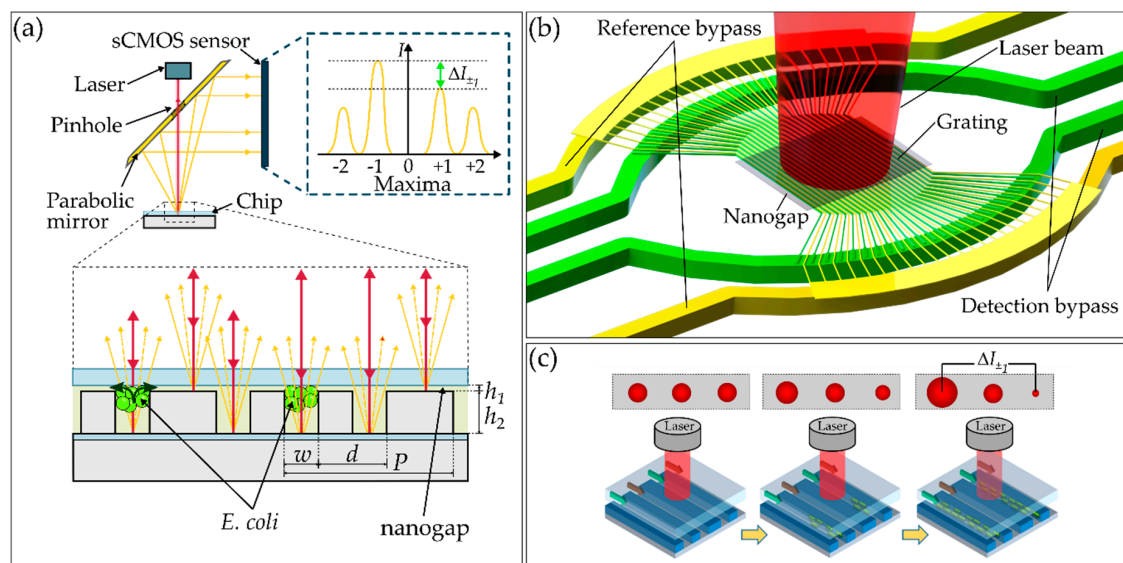 (a)
sCMOS sensor
Laser
Pinhole
Parabolic
mirror
Chip
I
ΔI±1
-2 -1 0 +1 +2
Maxima
h1
h2
w d
P
E. coli
nanogap
(b)
Reference bypass
Laser beam
Grating
Nanogap
Detection bypass
(c)
ΔI±1
Laser Laser Laser